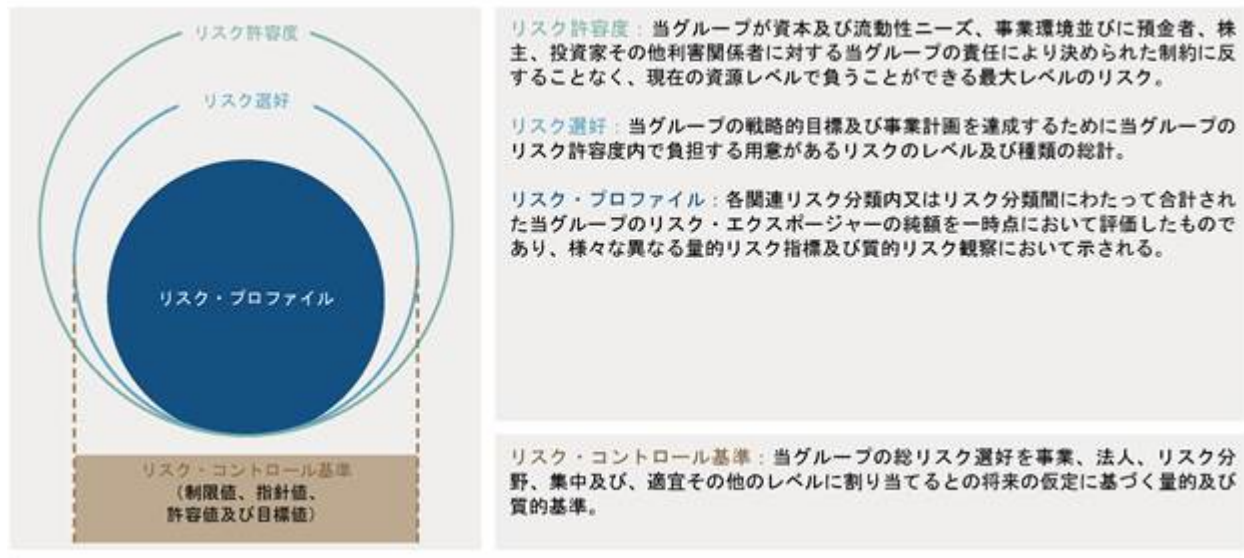 リスク許容度
リスク選好
リスク・プロファイル
リスク・コントロール基準
（制限値、指針値、
許容値及び目標値）
リスク許容度：当グループが資本及び流動性ニーズ、事業環境並びに預金者、株
主、投資家その他利害関係者に対する当グループの責任により決められた制約に反
することなく、現在の資源レベルで負うことができる最大レベルのリスク。
リスク選好：当グループの戦略的目標及び事業計画を達成するために当グループの
リスク許容度内で負担する用意があるリスクのレベル及び種類の総計。
リスク・プロファイル：各関連リスク分類内又はリスク分類間にわたって合計され
た当グループのリスク・エクスポージャーの純額を一時点において評価したもので
あり、様々な異なる量的リスク指標及び質的リスク観察において示される。
リスク・コントロール基準：当グループの総リスク選好を事業、法人、リスク分
野、集中及び、適宜その他のレベルに割り当てるとの将来の仮定に基づく量的及び
質的基準。